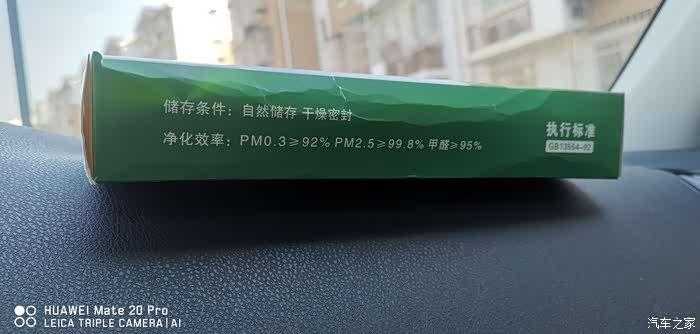 储存条件：自然储存 干燥密封
净化效率：PM0.3≥92% PM2.5≥99.8% 甲醛≥95%
执行标准
GB13554-92
HUAWEI Mate 20 Pro
LEICA TRIPLE CAMERA|AI
汽车之家